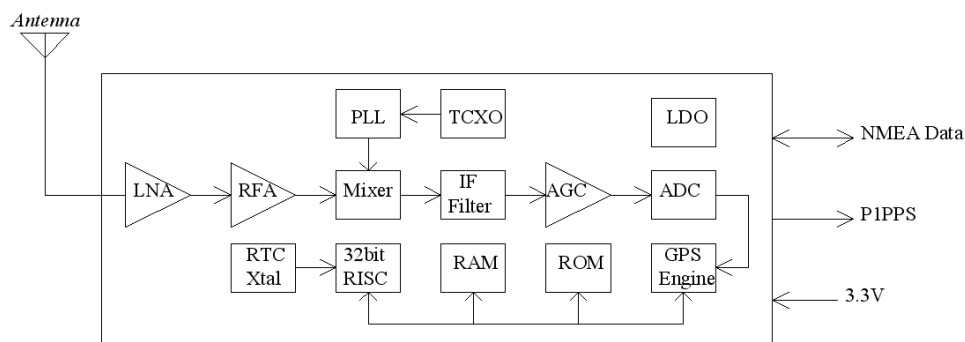 Antenna
PLL
TCXO
LDO
NMEA Data
LNA
RFA
Mixer
IF
Filter
AGC
ADC
P1PPS
RTC
Xtal
32bit
RISC
RAM
ROM
GPS
Engine
3.3V